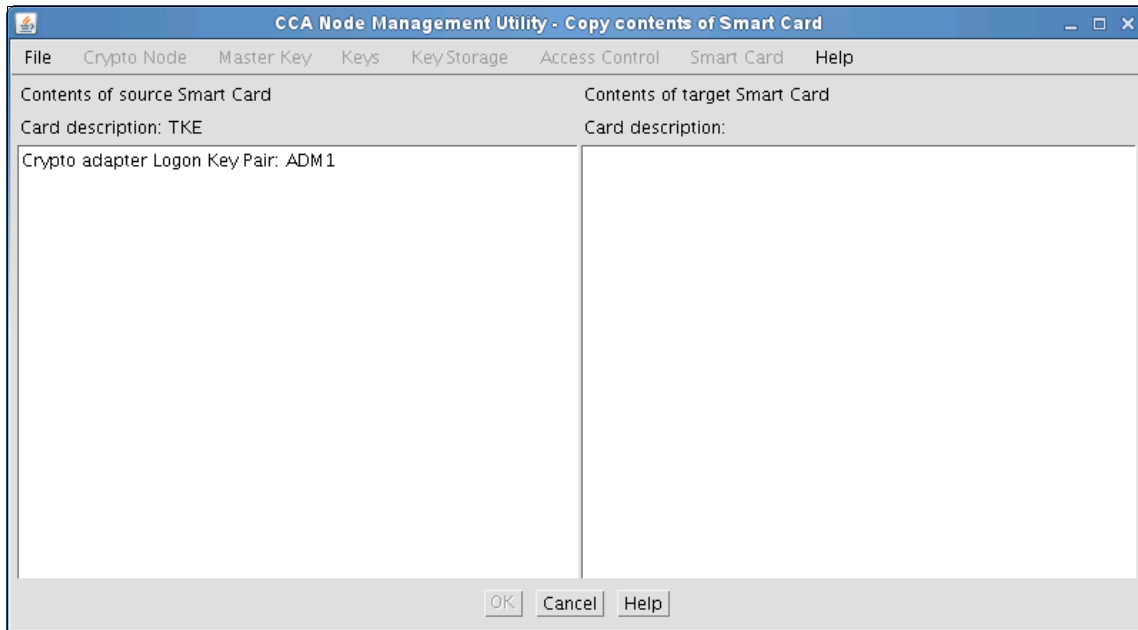 CCA Node Management Utility - Copy contents of Smart Card
File Crypto Node Master Key Keys Key Storage Access Control Smart Card Help
Contents of source Smart Card Contents of target Smart Card
Card description: TKE Card description:
Crypto adapter Logon Key Pair: ADM1
OK Cancel Help